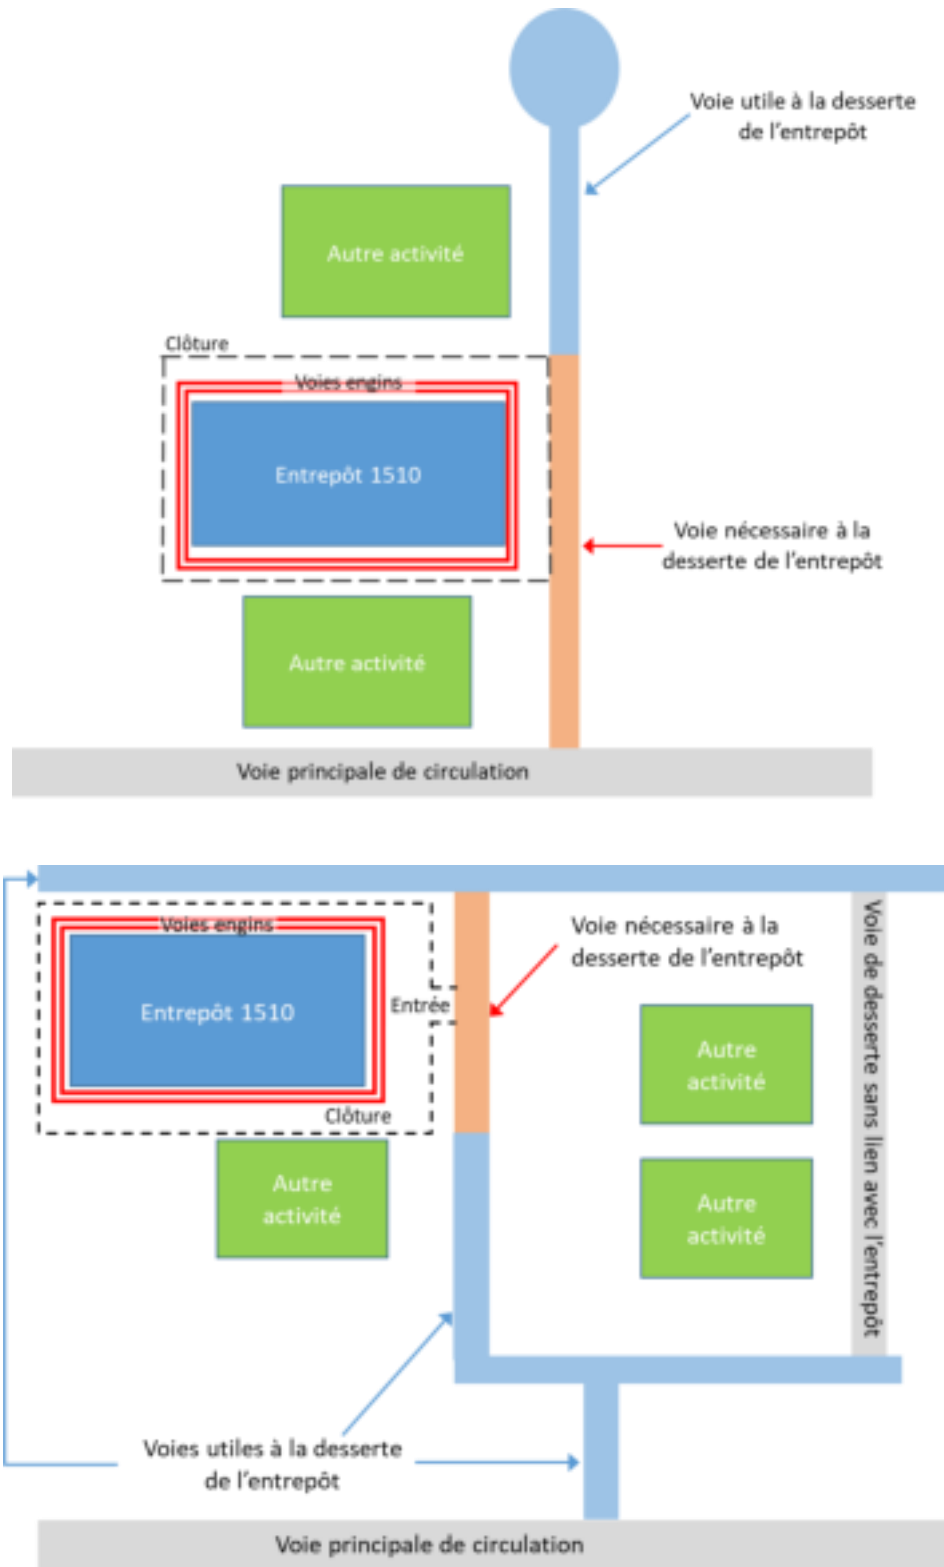 Voie utile à la desserte
de l'entrepôt
Autre activité
Clôture
Voies engins
Entrepôt 1510
Voie nécessaire à la
desserte de l'entrepôt
Autre activité
Voie principale de circulation
Voies engins
Entrepôt 1510
Entrée
Clôture
Voie nécessaire à la
desserte de l'entrepôt
Autre
activité
Autre
activité
Autre
activité
Voie de desserte sans lien avec l'entrepôt
Voies utiles à la desserte
de l'entrepôt
Voie principale de circulation